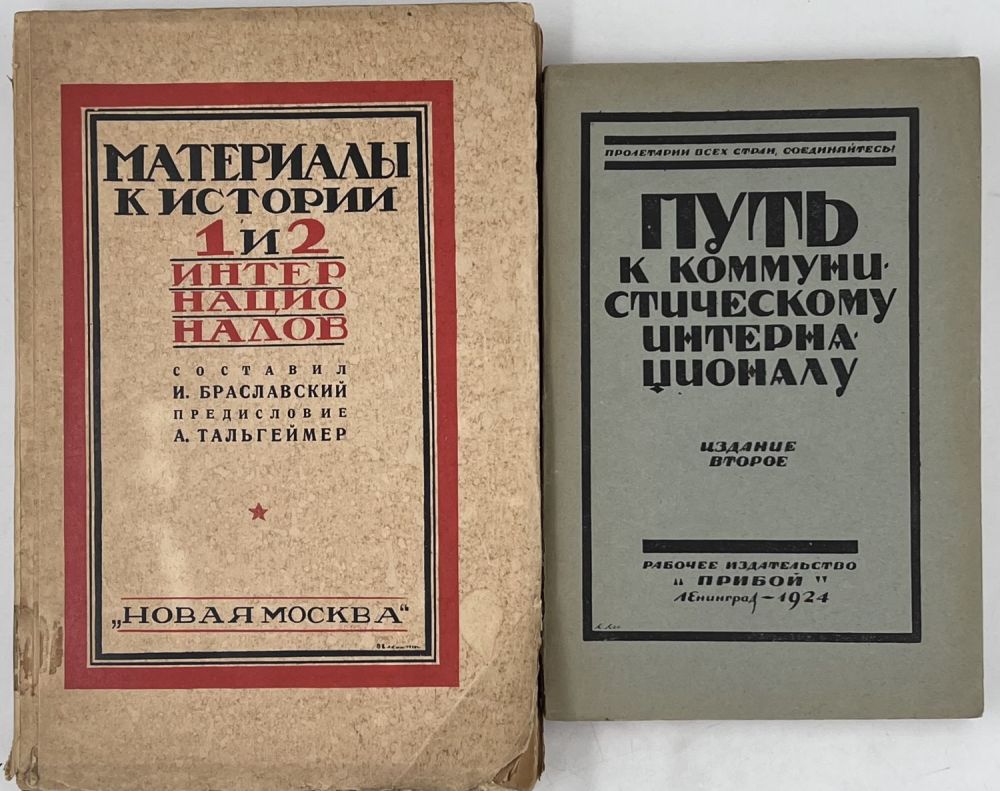 МАТЕРИАЛЫ
К ИСТОРИИ
1 И 2
ИНТЕР
НАЦИО
НАЛОВ
СОСТАВИЛ
И. БРАСЛАВСКИЙ
ПРЕДИСЛОВИЕ
А. ТАЛЬГЕЙМЕР
„НОВАЯ МОСКВА“
ПРОЛЕТАРИИ ВСЕХ СТРАН, СОЕДИНЯЙТЕСЬ!
ПУТЬ
К КОММУНИ-
СТИЧЕСКОМУ
ИНТЕРНА-
ЦИОНАЛУ
ИЗДАНИЕ
ВТОРОЕ
РАБОЧЕЕ ИЗДАТЕЛЬСТВО
"ПРИБОЙ"
ЛЕНИНГРАД-1924